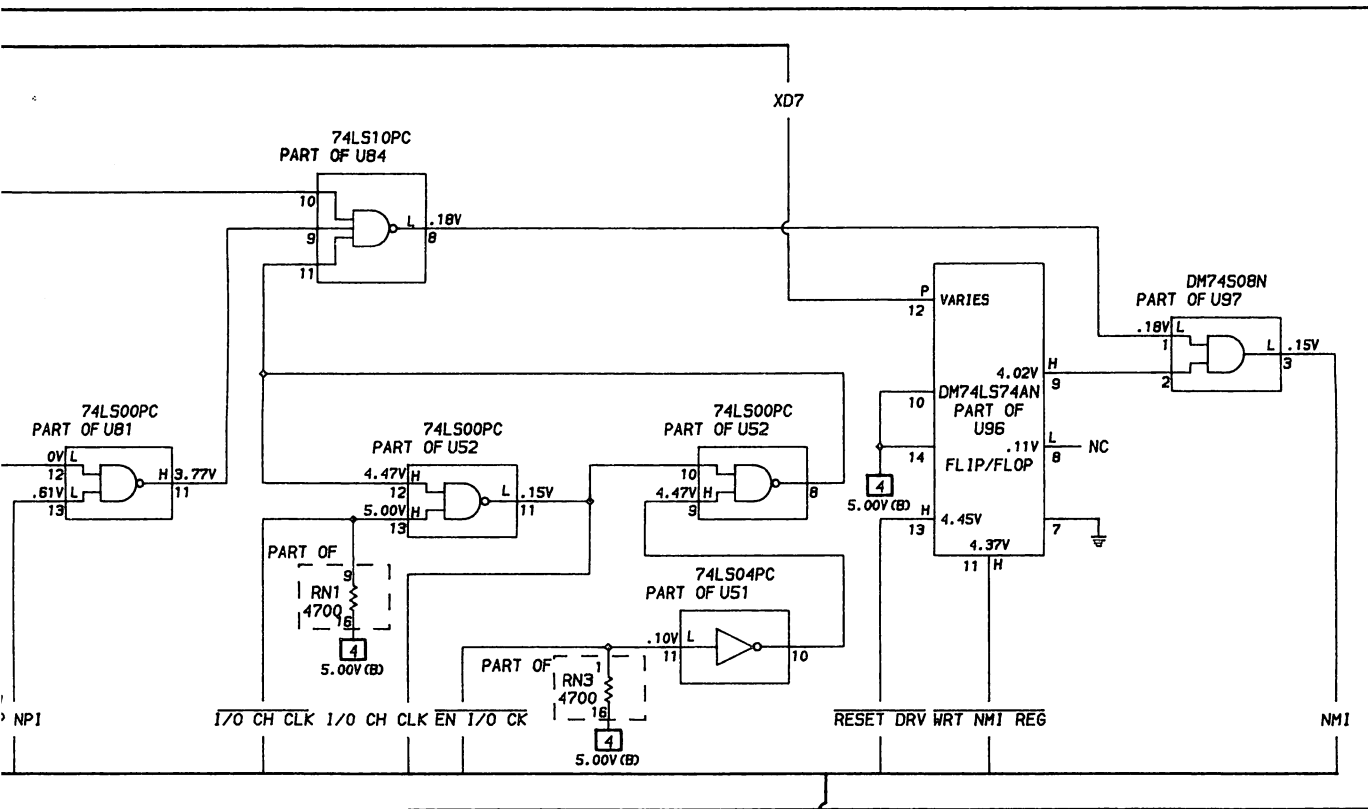 XD7
74LS10PC
PART OF U84
10
9
11
L .18V
8
P
12
VARIES
DM74S08N
PART OF U97
.18V L
1
2
L .15V
3
4.02V
H
9
10
DM74LS74AN
PART OF
U96
.11V
L
8
NC
14
FLIP/FLOP
4
5.00V(B)
H
13
4.45V
7
4.37V
11 H
74LS00PC
PART OF U81
0V L
12
.61V L
13
H 3.77V
11
74LS00PC
PART OF U52
4.47V H
12
5.00V H
13
L .15V
11
74LS00PC
PART OF U52
10
4.47V H
9
8
PART OF
9
RN1
4700
16
4
5.00V(B)
74LS04PC
PART OF U51
.10V L
11
10
PART OF
1
RN3
4700
16
4
5.00V(B)
NPI
I/O CH CLK
I/O CH CLK
EN I/O CK
RESET DRV
WRT NMI REG
NMI